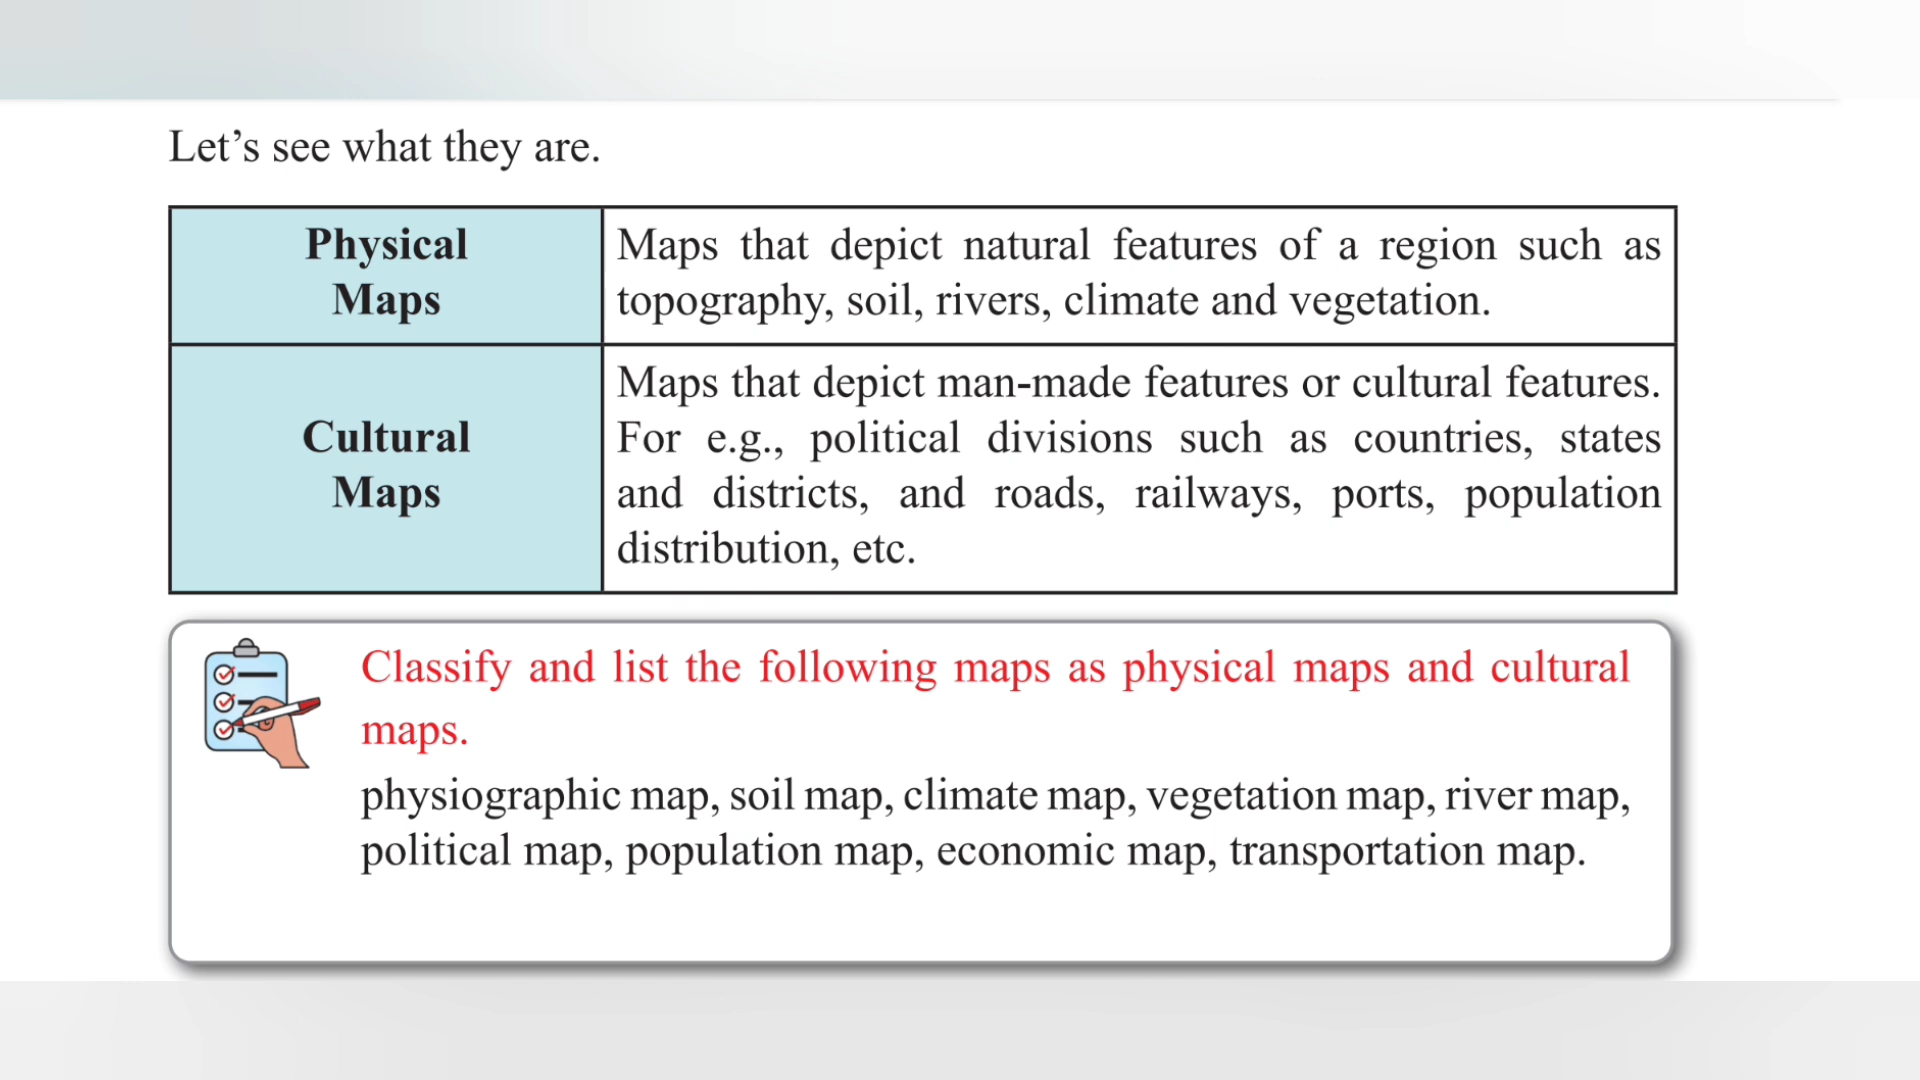 Let’s see what they are.
Physical
Maps
Maps that depict natural features of a region such as
topography, soil, rivers, climate and vegetation.
Cultural
Maps
Maps that depict man-made features or cultural features.
For e.g., political divisions such as countries, states
and districts, and roads, railways, ports, population
distribution, etc.
Classify and list the following maps as physical maps and cultural
maps.
physiographic map, soil map, climate map, vegetation map, river map,
political map, population map, economic map, transportation map.